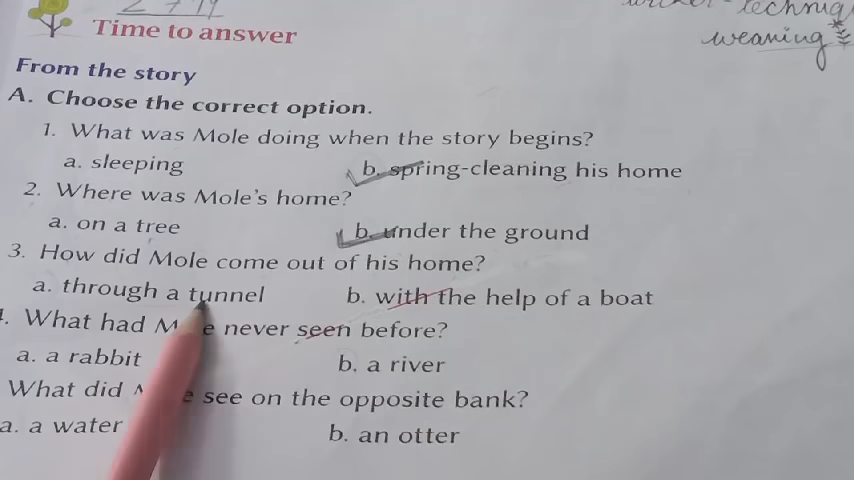 Time to answer
techniq
weaning
From the story
A. Choose the correct option.
1. What was Mole doing when the story begins?
a. sleeping b. spring-cleaning his home
2. Where was Mole's home?
a. on a tree b. under the ground
3. How did Mole come out of his home?
a. through a tunnel b. with the help of a boat
. What had M e never seen before?
a. a rabbit b. a river
What did see on the opposite bank?
a. a water b. an otter